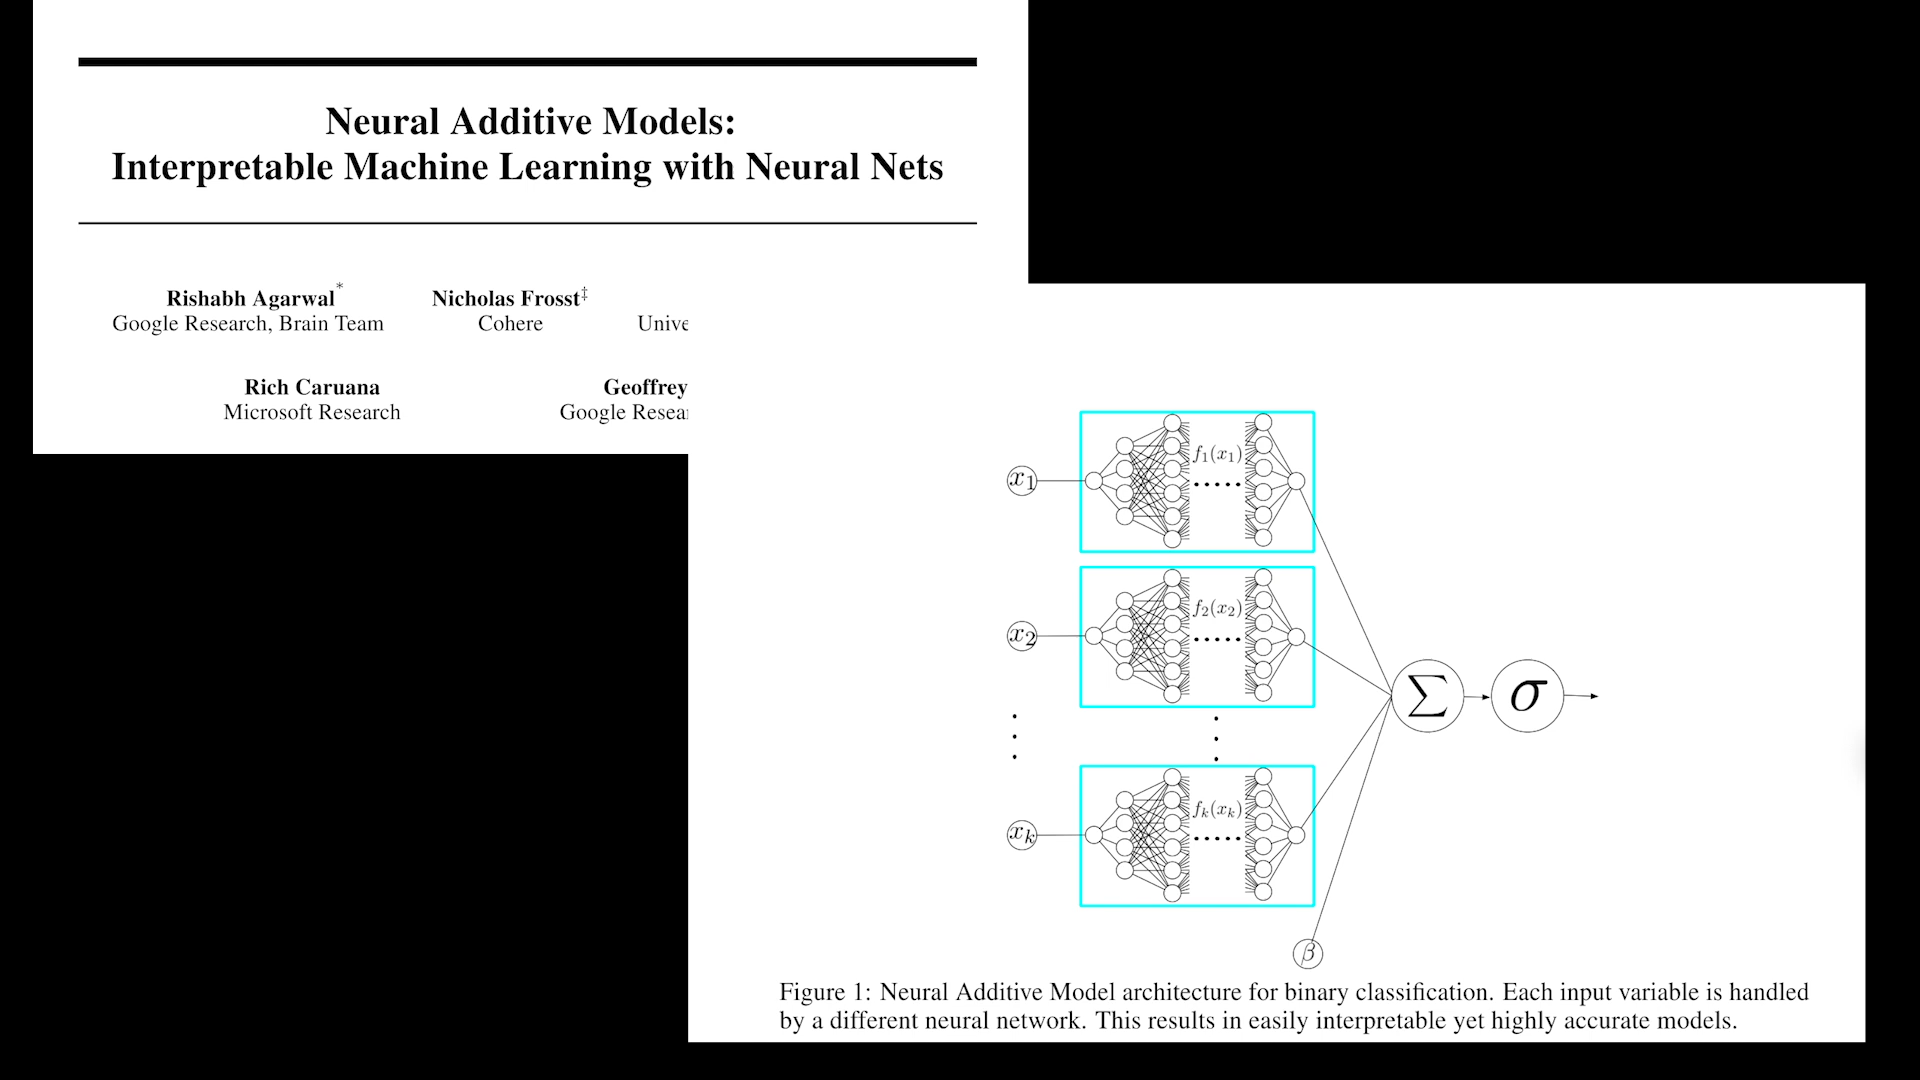 Neural Additive Models:
Interpretable Machine Learning with Neural Nets
Rishabh Agarwal* Nicholas Frosst‡
Google Research, Brain Team Cohere
Rich Caruana Geoffrey
Microsoft Research Google
x₁
f₁(x₁)
x₂
f₂(x₂)
Σ σ
xₖ
fₖ(xₖ)
β
Figure 1: Neural Additive Model architecture for binary classification. Each input variable is handled
by a different neural network. This results in easily interpretable yet highly accurate models.